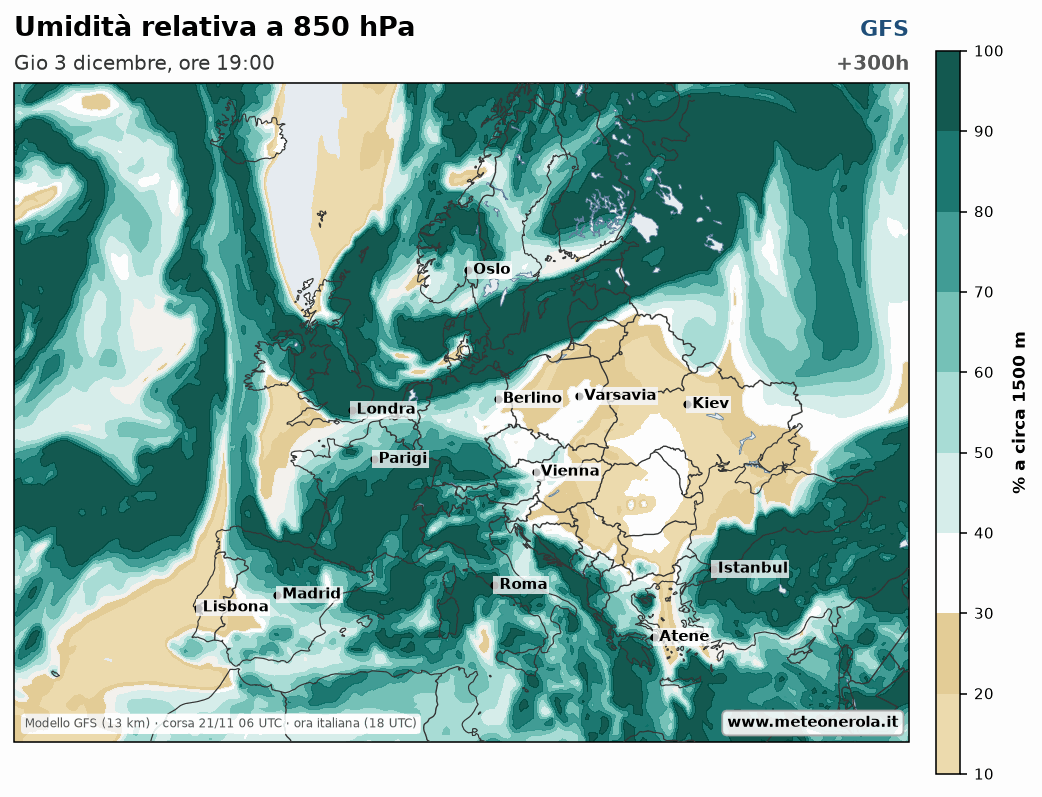 Umidità relativa a 850 hPa
GFS
Gio 3 dicembre, ore 19:00
+300h
100
90
80
70
60
50
40
30
20
10
% a circa 1500 m
Oslo
Berlino
Varsavia
Kiev
Londra
Parigi
Vienna
Istanbul
Roma
Madrid
Lisbona
Atene
Modello GFS (13 km) · corsa 21/11 06 UTC · ora italiana (18 UTC)
www.meteonerola.it